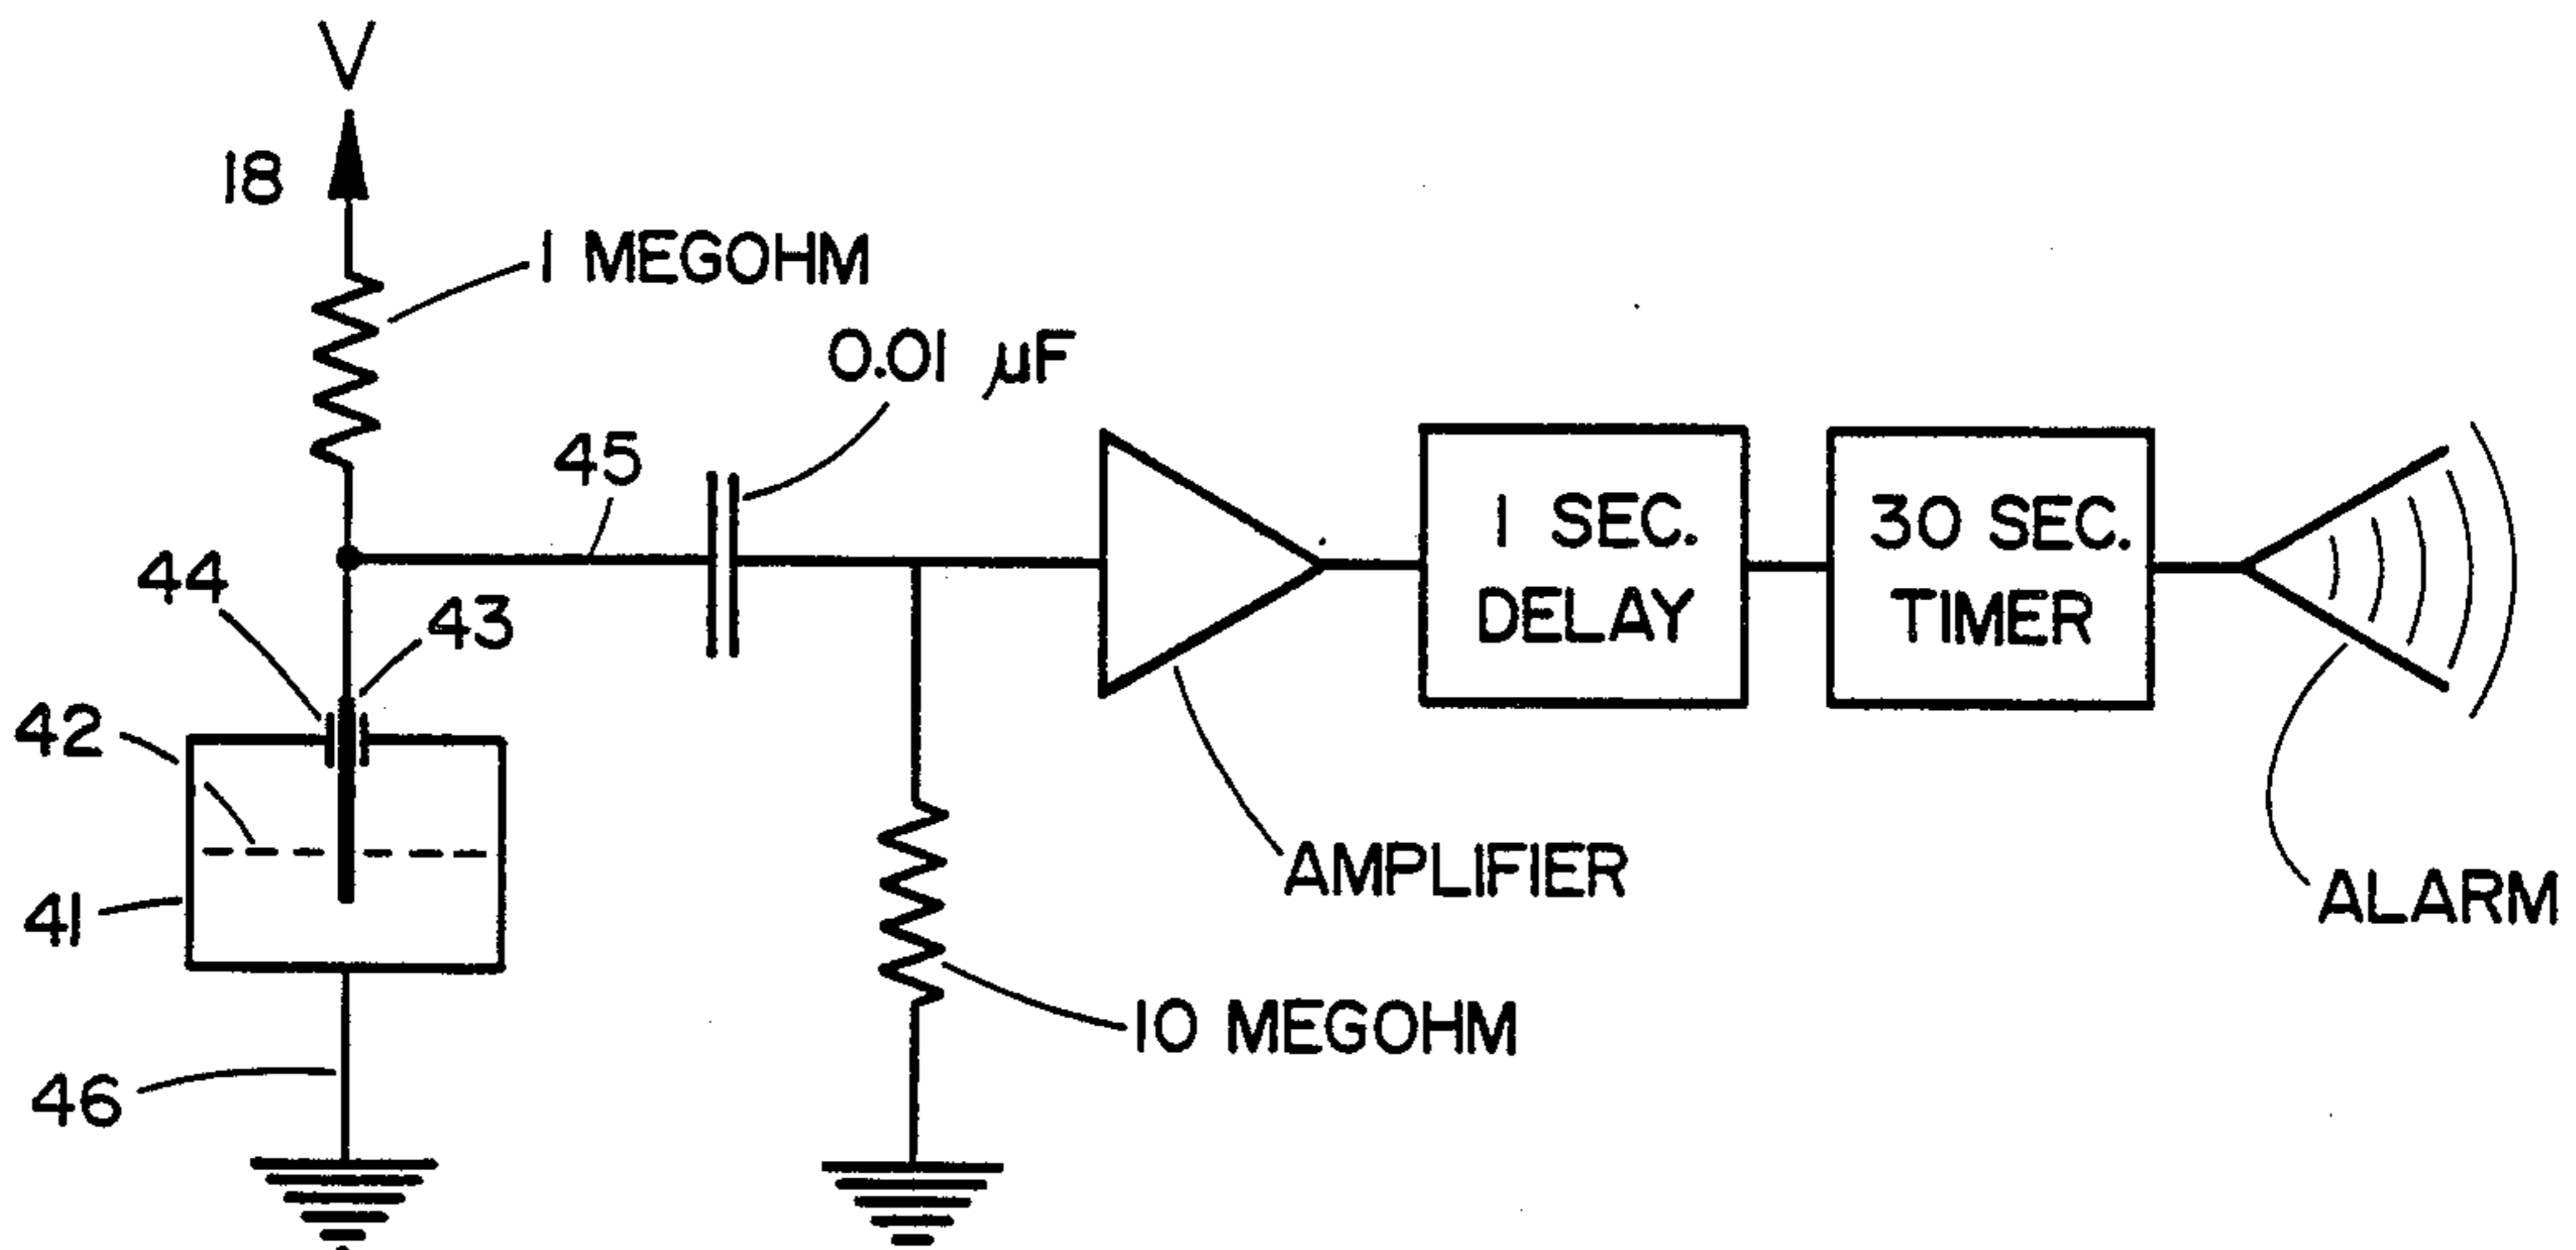 V
18
1 MEGOHM
0.01 µF
45
44
43
42
41
46
1 SEC.
DELAY
30 SEC.
TIMER
AMPLIFIER
ALARM
10 MEGOHM